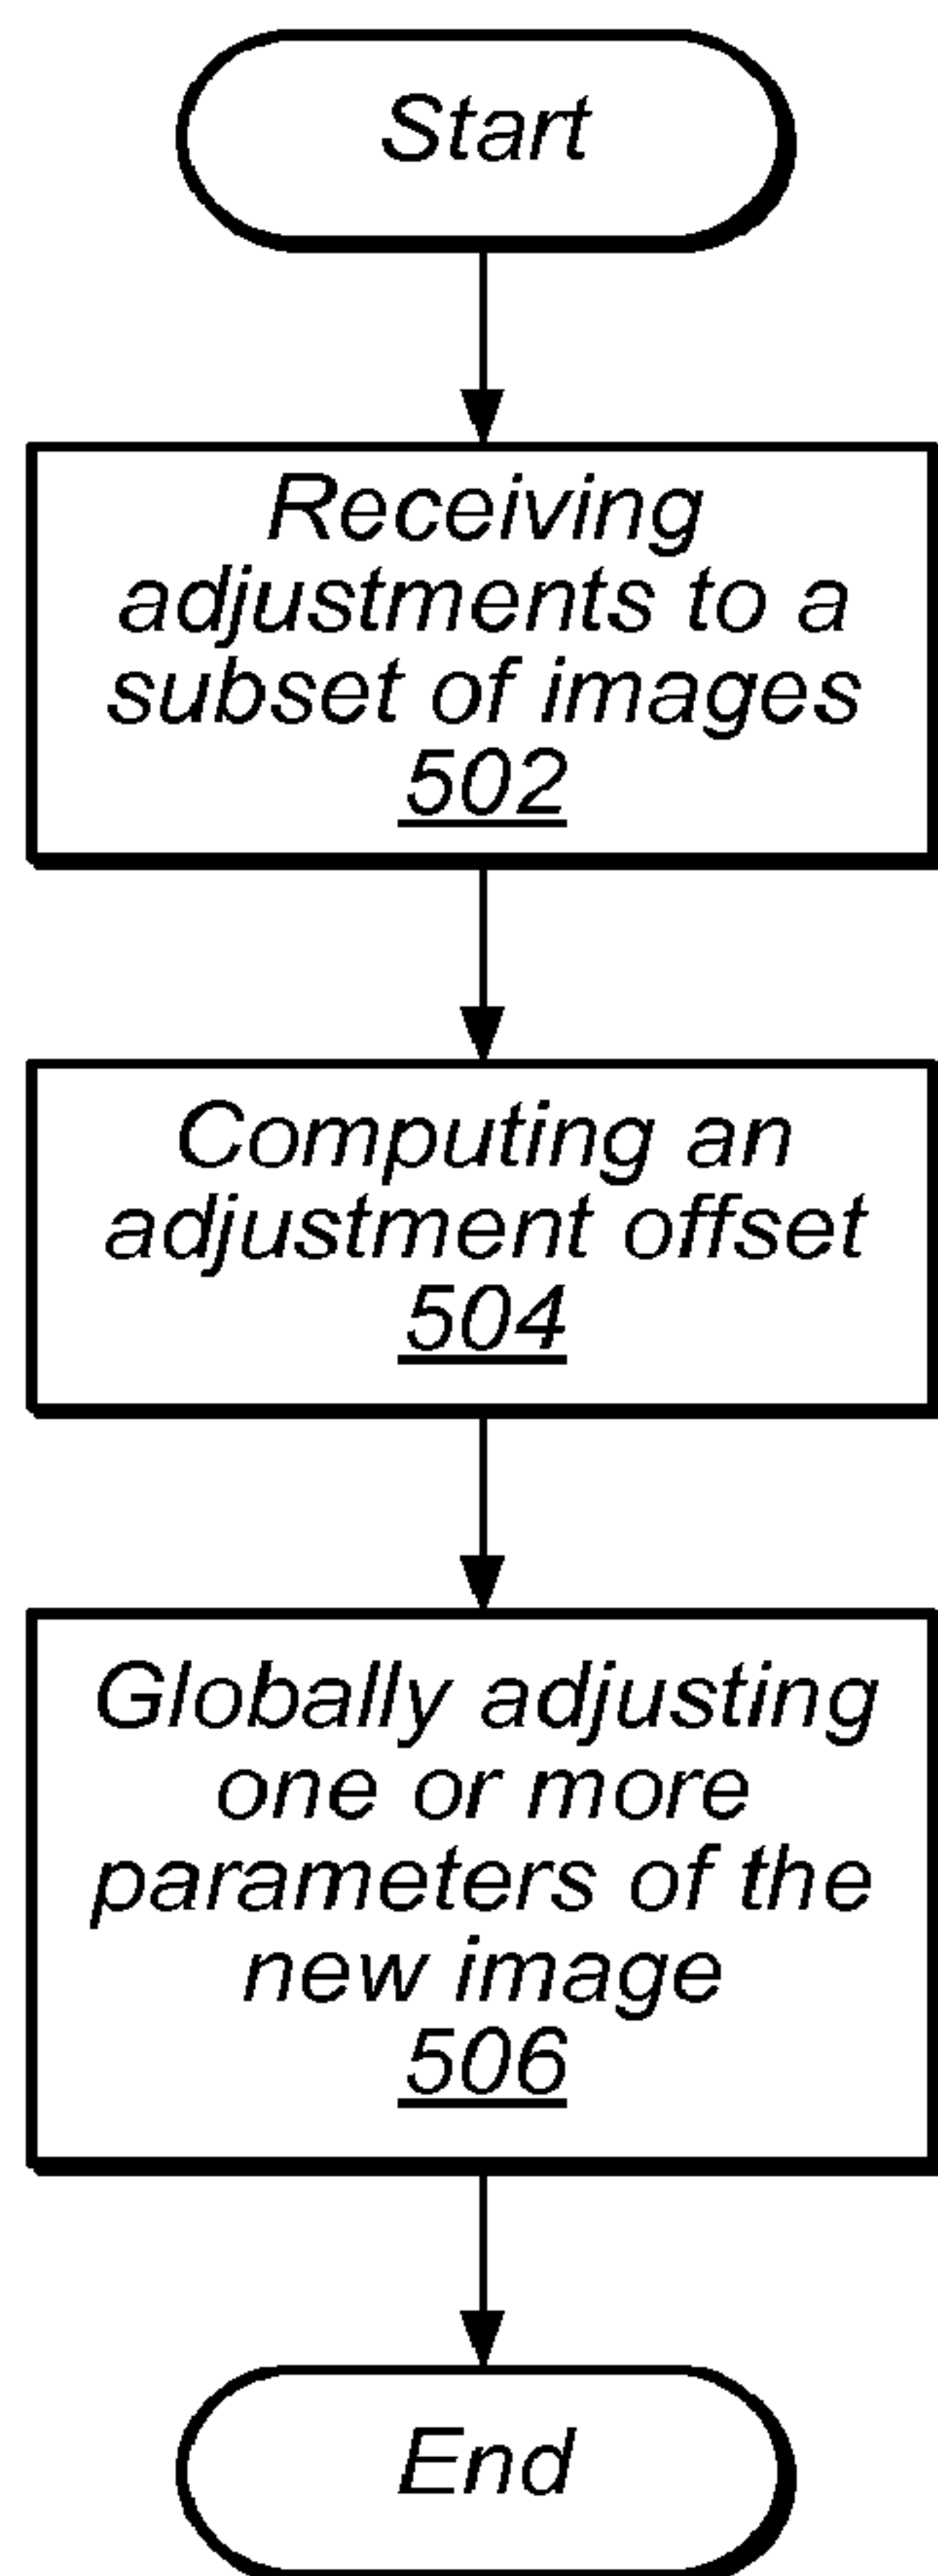 Start
Receiving
adjustments to a
subset of images
502
Computing an
adjustment offset
504
Globally adjusting
one or more
parameters of the
new image
506
End